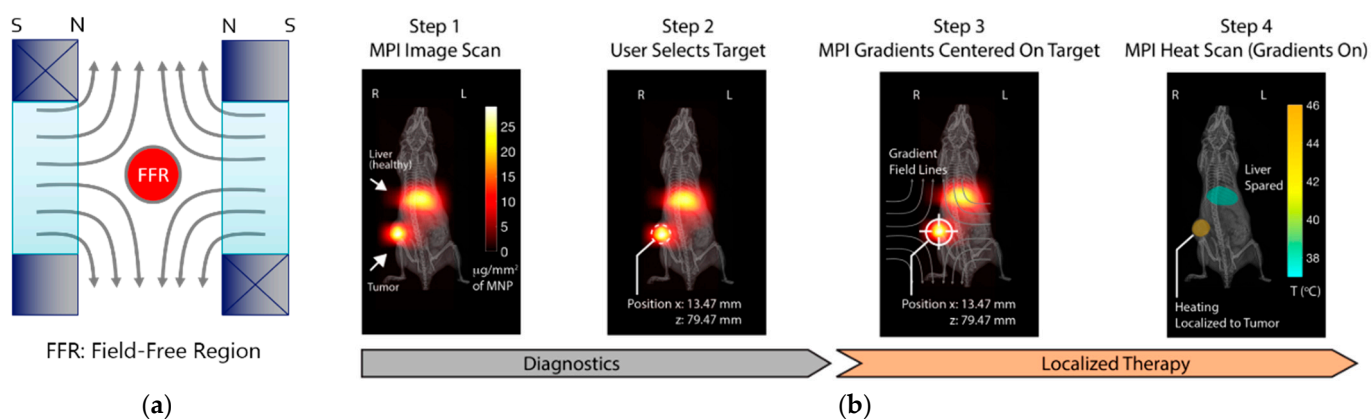 S N N S
FFR
FFR: Field-Free Region
(a)
Step 1
MPI Image Scan
R L
Liver
(healthy)
Tumor
25
20
15
10
5
0
µg/mm²
of MNP
Step 2
User Selects Target
R L
Position x: 13.47 mm
z: 79.47 mm
Step 3
MPI Gradients Centered On Target
R L
Gradient
Field Lines
Position x: 13.47 mm
z: 79.47 mm
Step 4
MPI Heat Scan (Gradients On)
R L
Liver
Spared
46
44
42
40
38
T (°C)
Heating
Localized to Tumor
Diagnostics
Localized Therapy
(b)